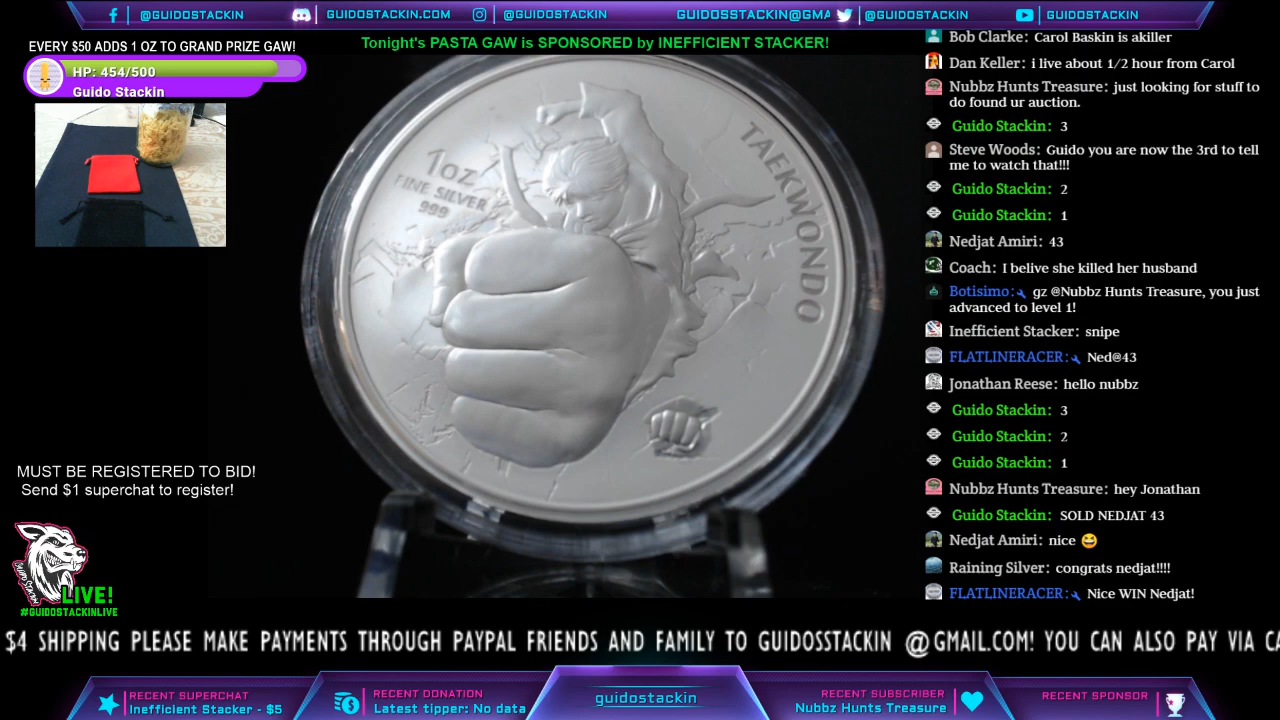 @GUIDOSTACKIN
GUIDOSTACKIN.COM
@GUIDOSTACKIN
GUIDOSSTACKIN@GMA
@GUIDOSTACKIN
GUIDOSTACKIN
EVERY $50 ADDS 1 OZ TO GRAND PRIZE GAW!
HP: 454/500
Guido Stackin
Tonight's PASTA GAW is SPONSORED by INEFFICIENT STACKER!
1oz
FINE SILVER
999
TAEKWONDO
Bob Clarke: Carol Baskin is akiller
Dan Keller: i live about 1/2 hour from Carol
Nubbz Hunts Treasure: just looking for stuff to
do found ur auction.
Guido Stackin: 3
Steve Woods: Guido you are now the 3rd to tell
me to watch that!!!
Guido Stackin: 2
Guido Stackin: 1
Nedjat Amiri: 43
Coach: I belive she killed her husband
Botisimo: gz @Nubbz Hunts Treasure, you just
advanced to level 1!
Inefficient Stacker: snipe
FLATLINERACER: Ned@43
Jonathan Reese: hello nubbz
Guido Stackin: 3
Guido Stackin: 2
Guido Stackin: 1
Nubbz Hunts Treasure: hey Jonathan
Guido Stackin: SOLD NEDJAT 43
Nedjat Amiri: nice 😆
Raining Silver: congrats nedjat!!!!
FLATLINERACER: Nice WIN Nedjat!
MUST BE REGISTERED TO BID!
Send $1 superchat to register!
GUIDO STACKIN
LIVE!
#GUIDOSTACKINLIVE
$4 SHIPPING PLEASE MAKE PAYMENTS THROUGH PAYPAL FRIENDS AND FAMILY TO GUIDOSSTACKIN @GMAIL.COM! YOU CAN ALSO PAY VIA CA
RECENT SUPERCHAT
Inefficient Stacker - $5
RECENT DONATION
Latest tipper: No data
guidostackin
RECENT SUBSCRIBER
Nubbz Hunts Treasure
RECENT SPONSOR